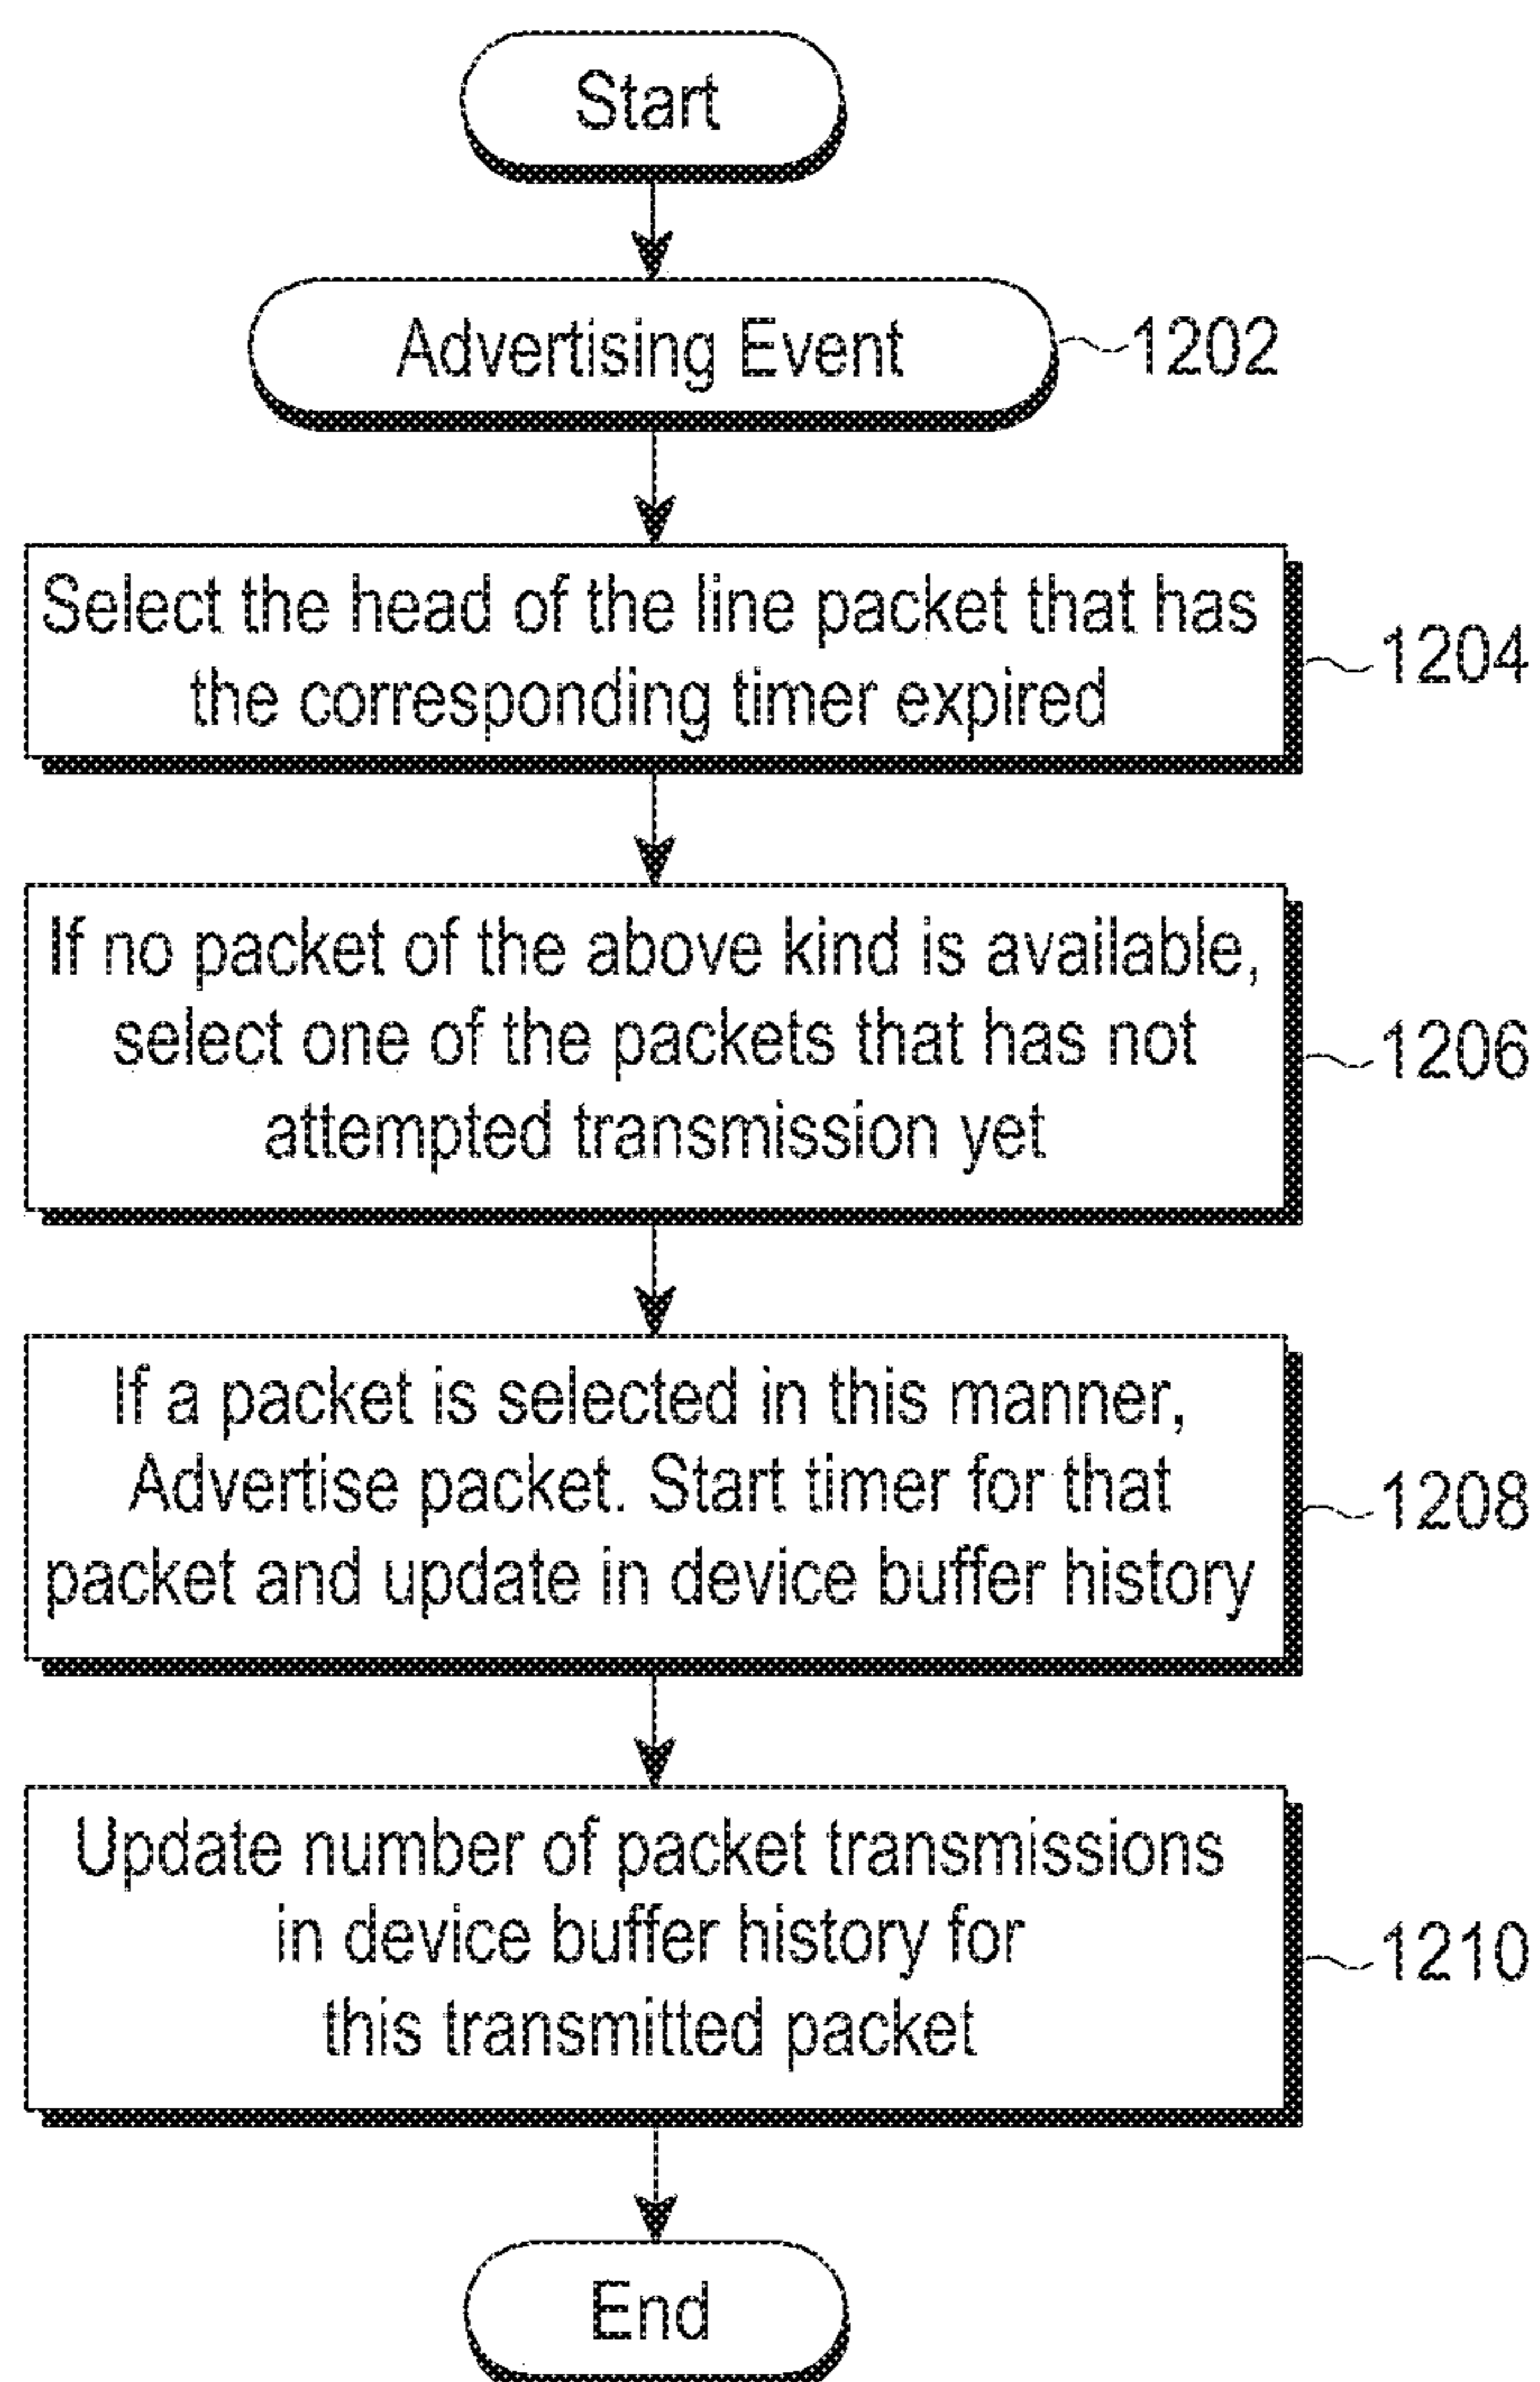 Start
Advertising Event
1202
Select the head of the line packet that has
the corresponding timer expired
1204
If no packet of the above kind is available,
select one of the packets that has not
attempted transmission yet
1206
If a packet is selected in this manner,
Advertise packet. Start timer for that
packet and update in device buffer history
1208
Update number of packet transmissions
in device buffer history for
this transmitted packet
1210
End